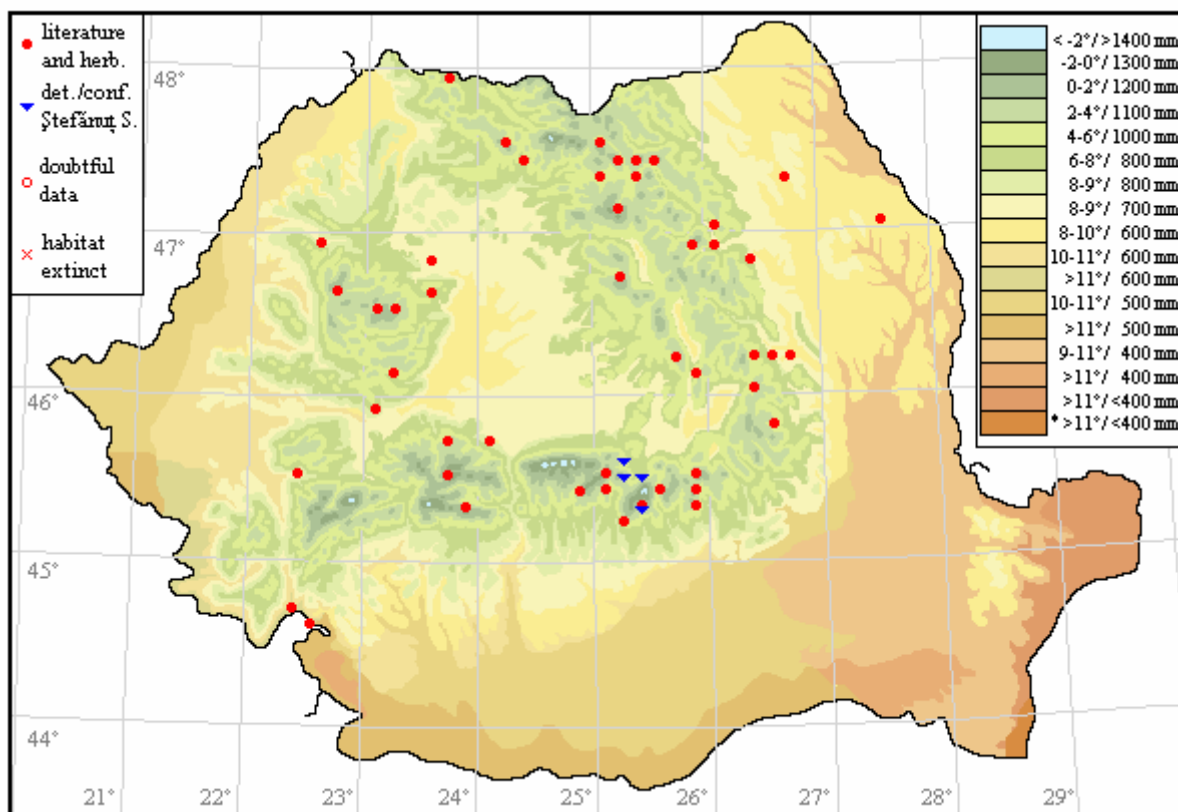 literature
and herb.
det./conf.
Ştefănuţ S.
doubtful
data
habitat
extinct
< -2°/>1400 mm
-2-0°/1300 mm
0-2°/1200 mm
2-4°/1100 mm
4-6°/1000 mm
6-8°/ 800 mm
8-9°/ 800 mm
8-9°/ 700 mm
8-10°/ 600 mm
10-11°/ 600 mm
>11°/ 600 mm
10-11°/ 500 mm
>11°/ 500 mm
9-11°/ 400 mm
>11°/ 400 mm
>11°/<400 mm
* >11°/<400 mm
48°
47°
46°
45°
44°
21°
22°
23°
24°
25°
26°
27°
28°
29°